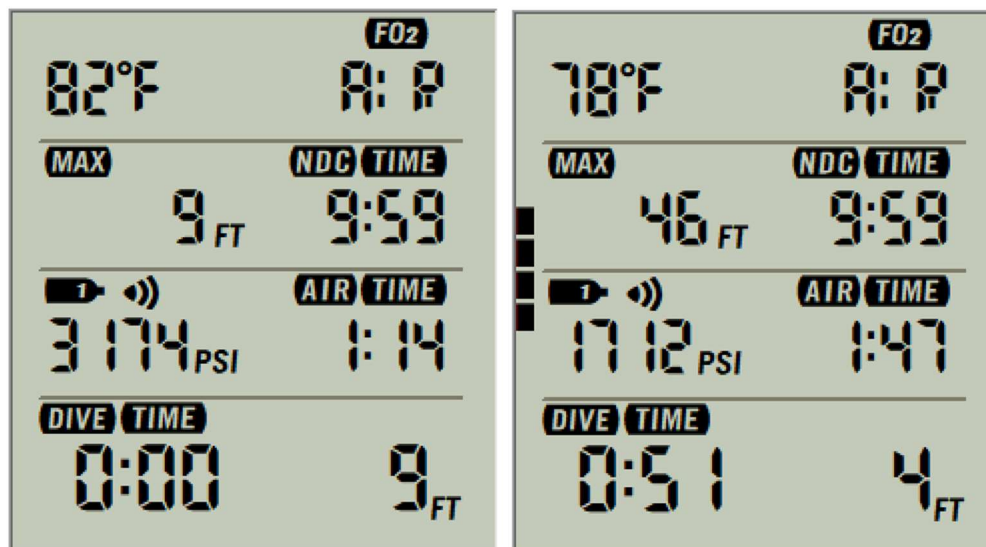 FO2
82°F A: R
MAX NDC TIME
9 FT 9:59
1 AIR TIME
3174 PSI 1:14
DIVE TIME
0:00 9 FT
FO2
78°F A: R
MAX NDC TIME
46 FT 9:59
1 AIR TIME
1712 PSI 1:47
DIVE TIME
0:51 4 FT